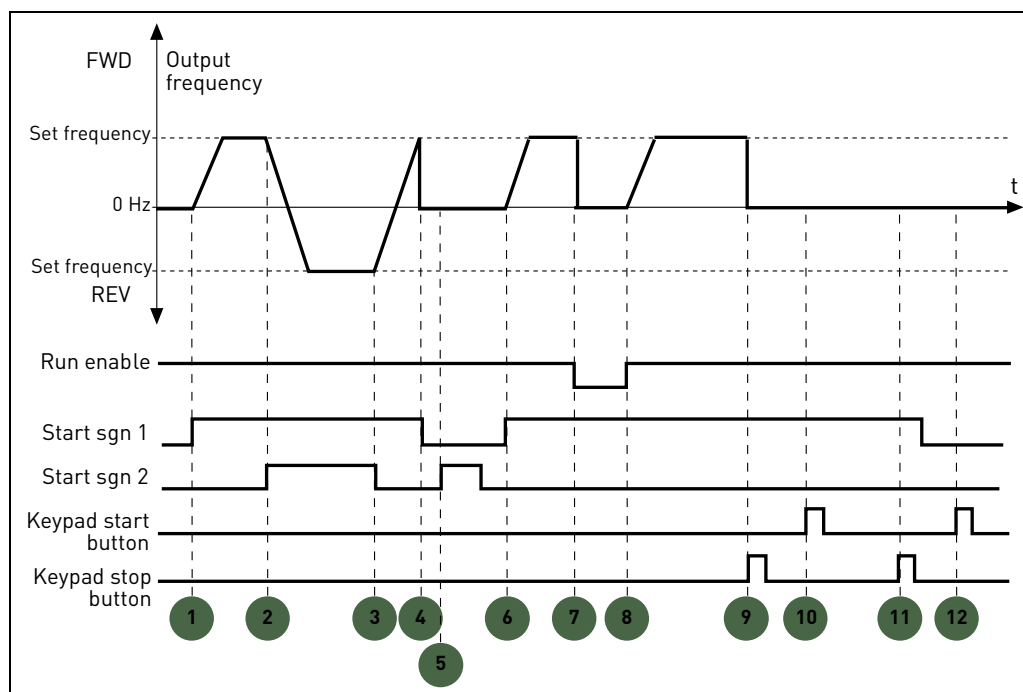 FWD
Output
frequency
Set frequency
t
0 Hz
Set frequency
REV
Run enable
Start sgn 1
Start sgn 2
Keypad start
button
Keypad stop
button
1 2 3 4 6 7 8 9 10 11 12
5